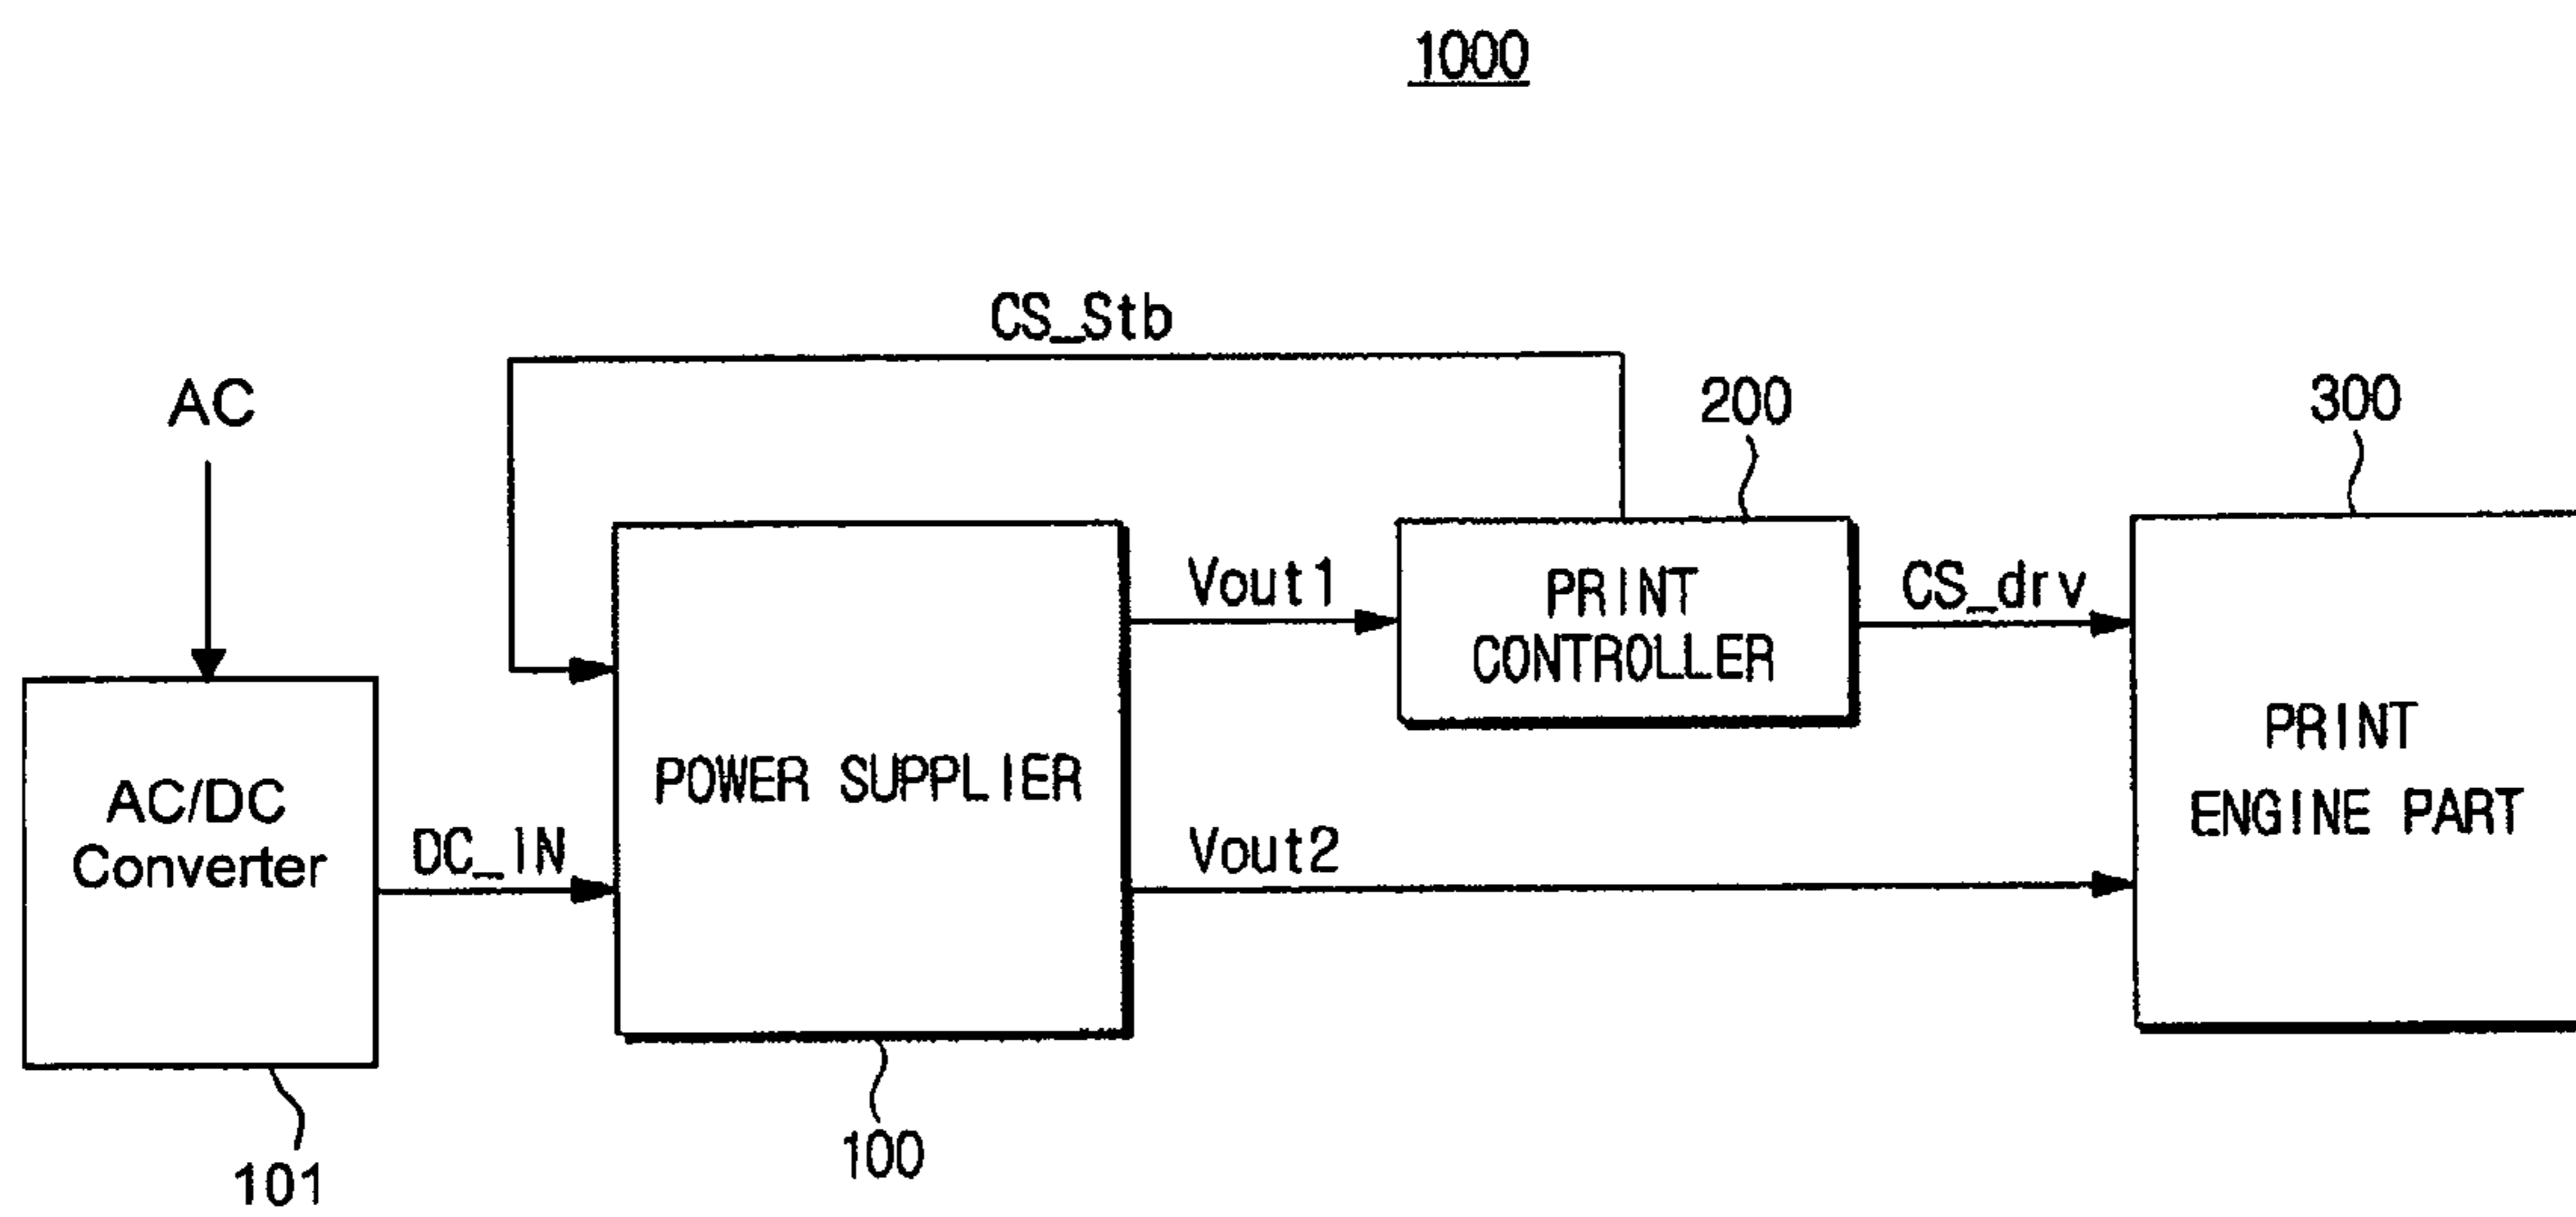 1000
CS_Stb
AC
200
300
Vout1
PRINT
CONTROLLER
CS_drv
PRINT
ENGINE PART
POWER SUPPLIER
AC/DC
Converter
DC_IN
Vout2
100
101